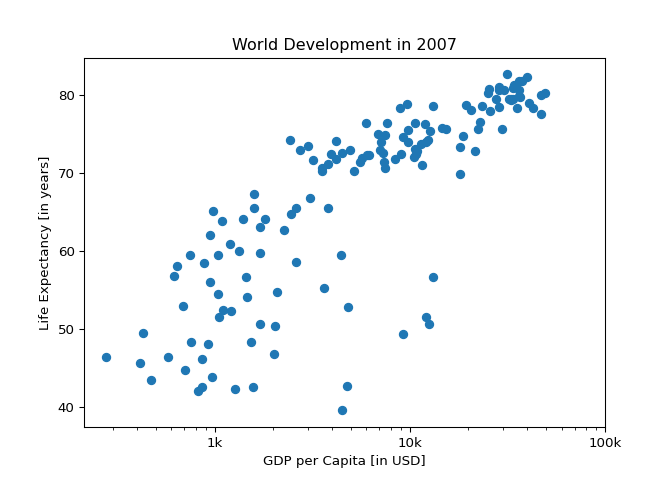 World Development in 2007
Life Expectancy [in years]
80
70
60
50
40
1k
10k
100k
GDP per Capita [in USD]